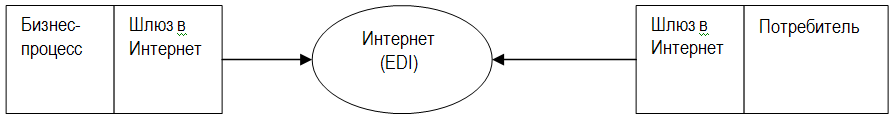 Бизнес-
процесс
Шлюз в
Интернет
Интернет
(EDI)
Шлюз в
Интернет
Потребитель